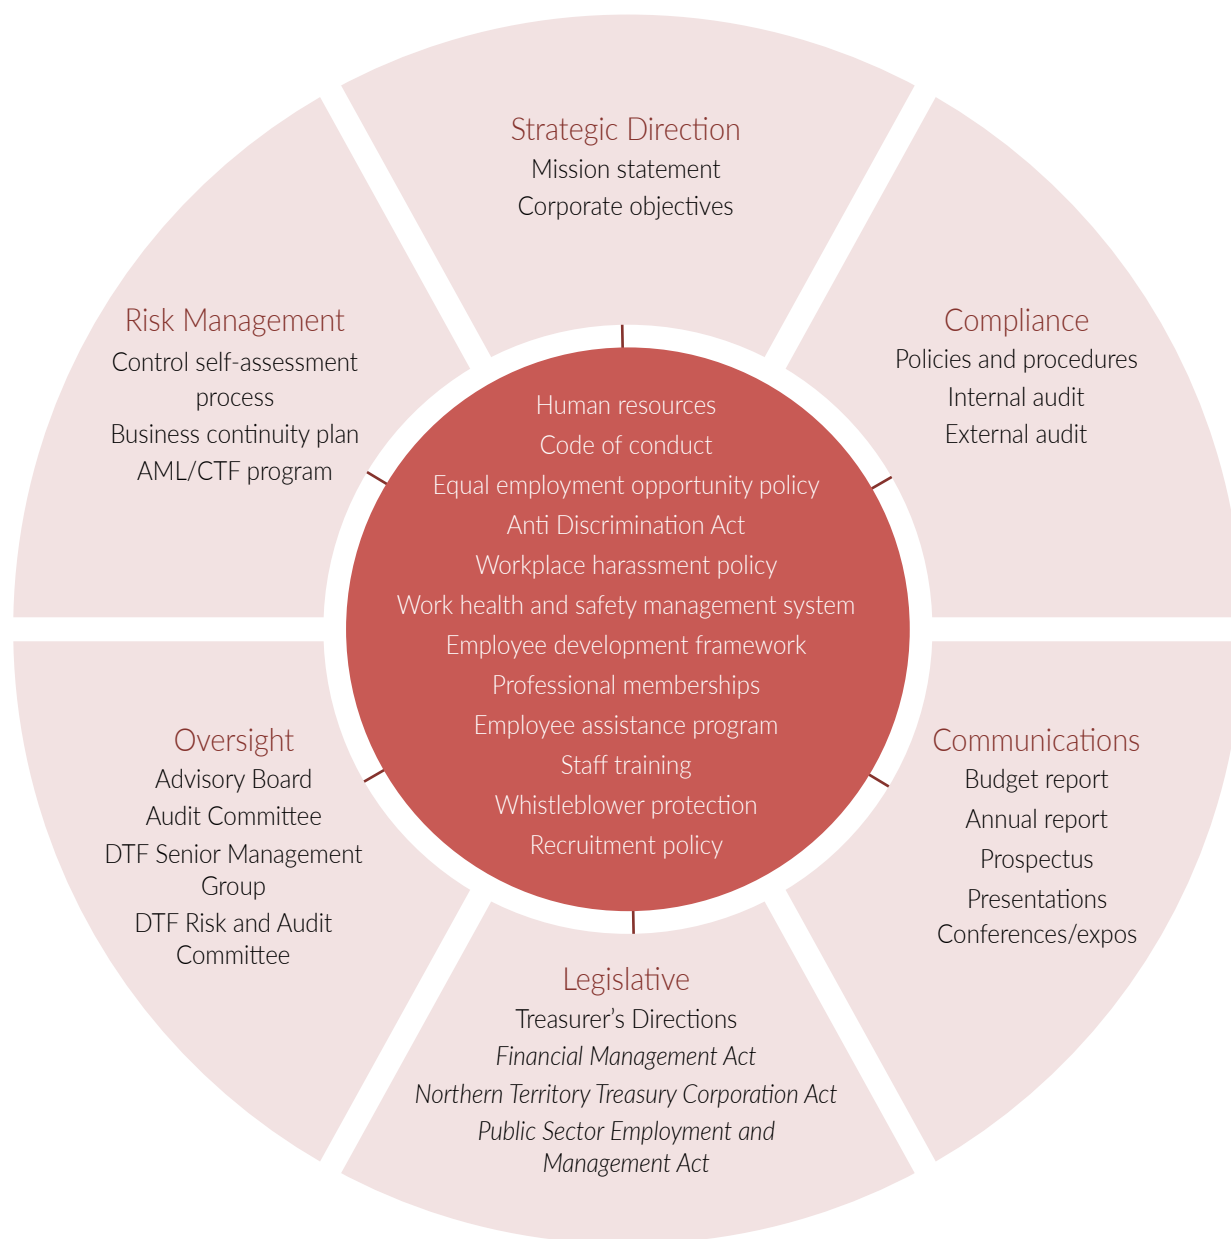 Strategic Direction
Mission statement
Corporate objectives
Compliance
Policies and procedures
Internal audit
External audit
Communications
Budget report
Annual report
Prospectus
Presentations
Conferences/expos
Legislative
Treasurer’s Directions
Financial Management Act
Northern Territory Treasury Corporation Act
Public Sector Employment and
Management Act
Oversight
Advisory Board
Audit Committee
DTF Senior Management
Group
DTF Risk and Audit
Committee
Risk Management
Control self-assessment
process
Business continuity plan
AML/CTF program
Human resources
Code of conduct
Equal employment opportunity policy
Anti Discrimination Act
Workplace harassment policy
Work health and safety management system
Employee development framework
Professional memberships
Employee assistance program
Staff training
Whistleblower protection
Recruitment policy